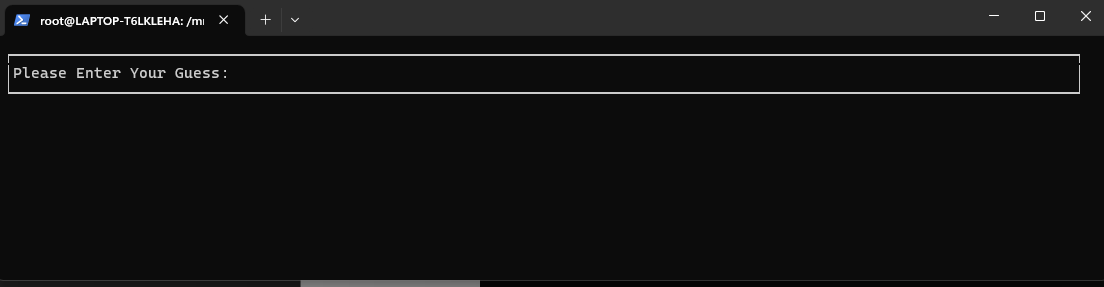 root@LAPTOP-T6LKLEHA: /m
Please Enter Your Guess: